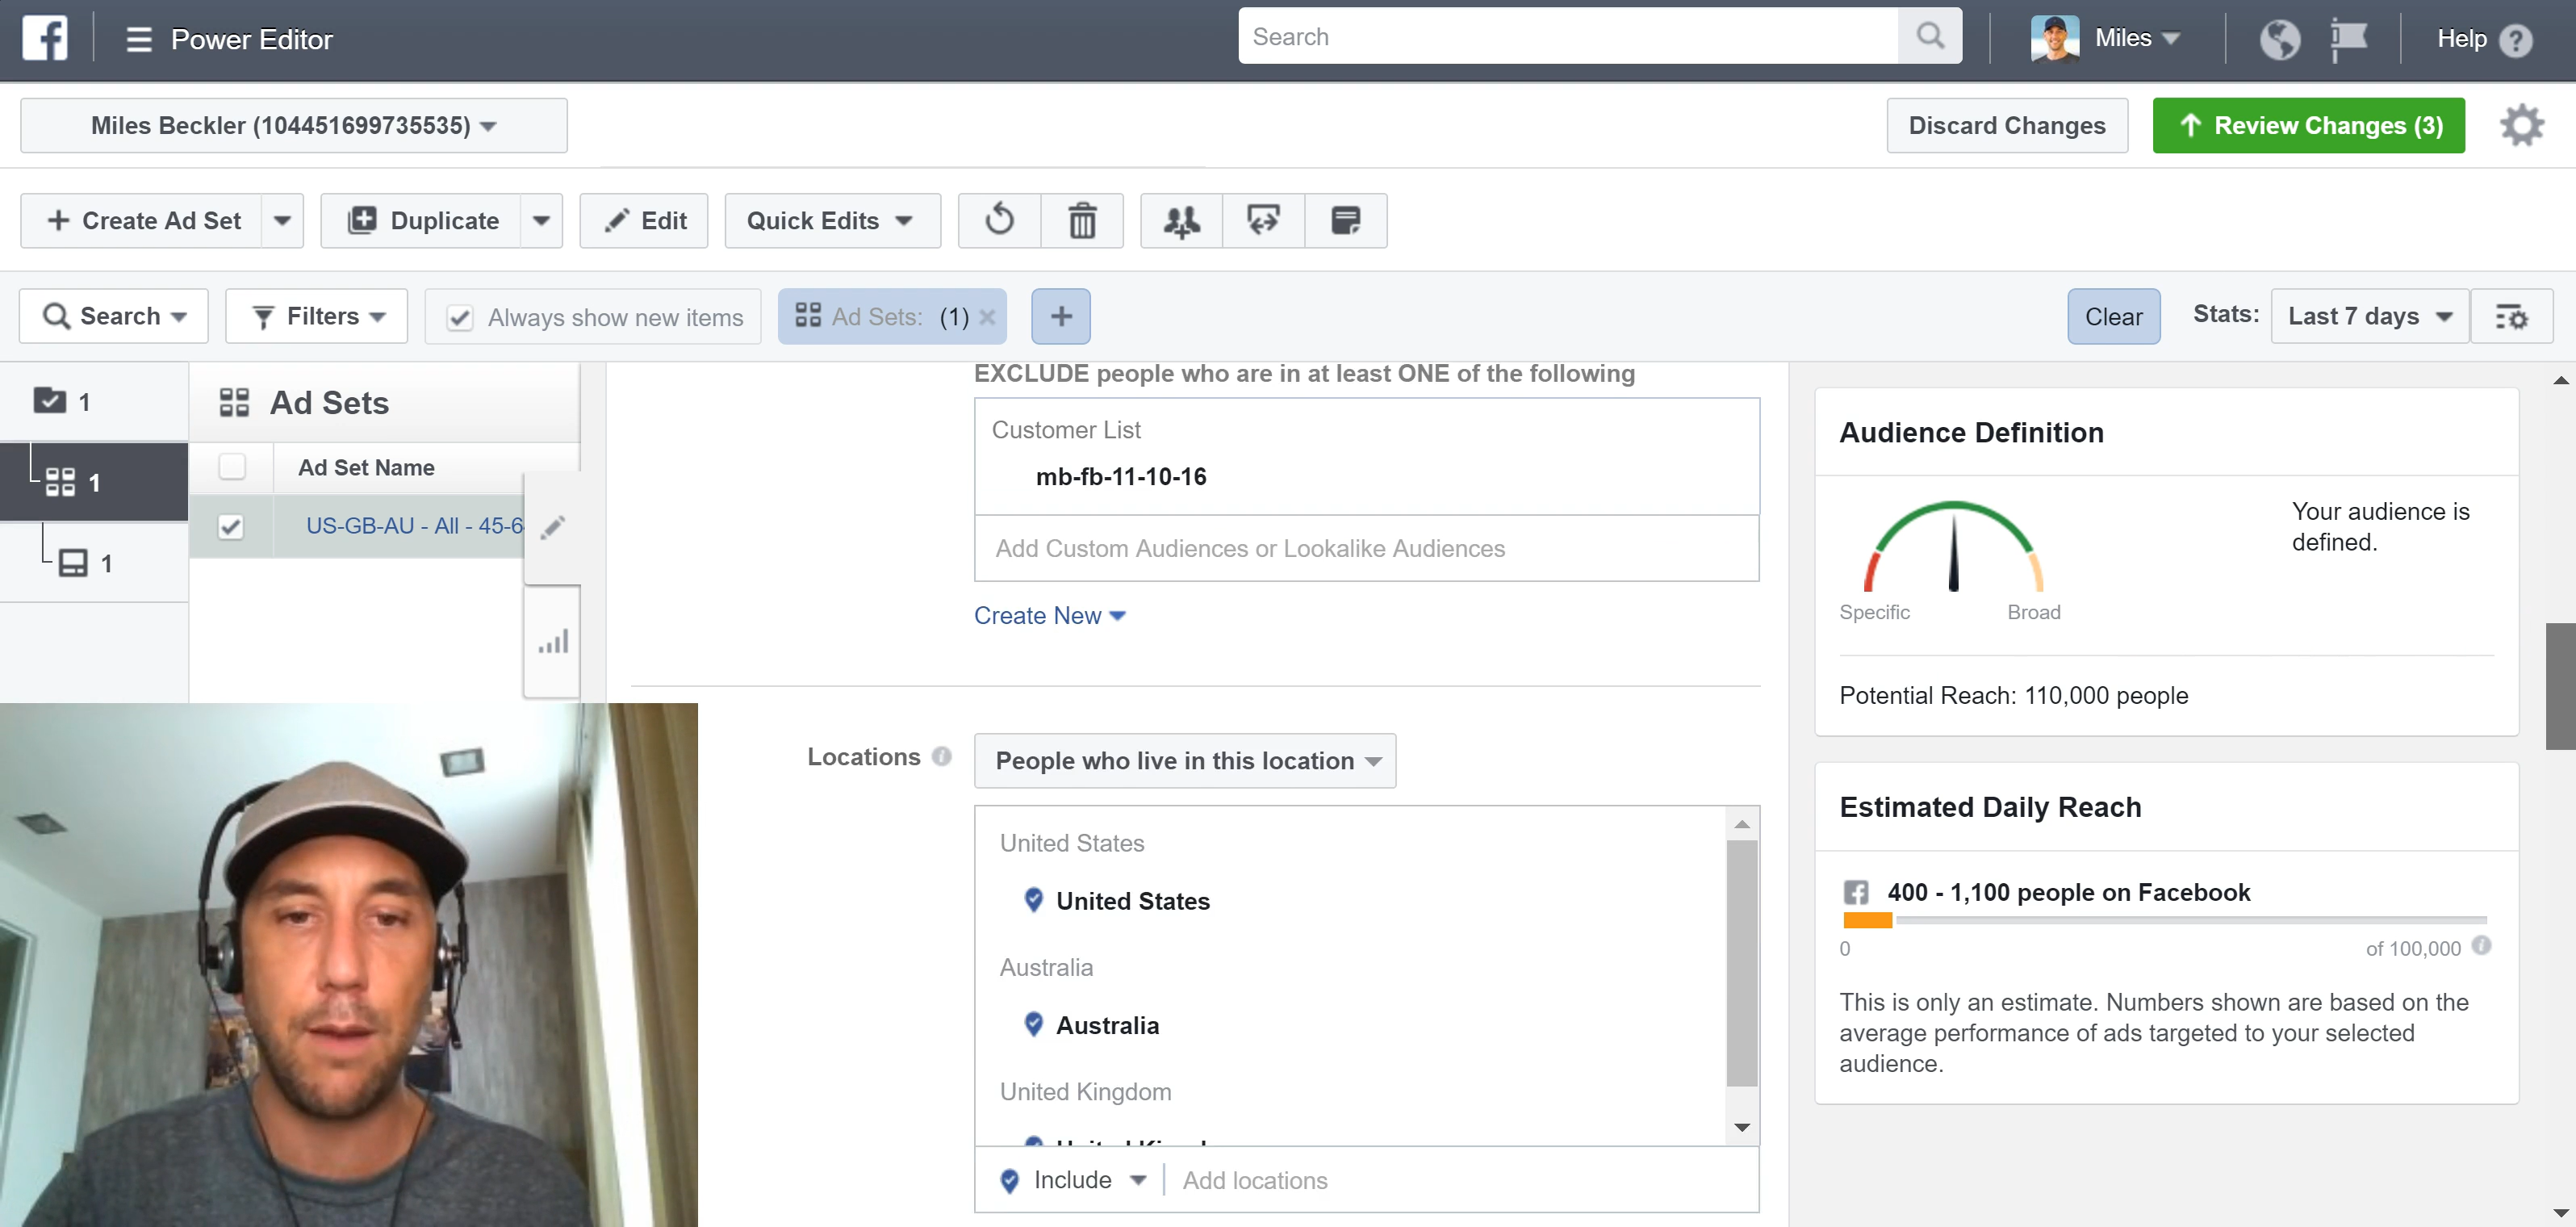 Power Editor
Search
Miles
Help
Miles Beckler (104451699735535)
Discard Changes
Review Changes (3)
Create Ad Set
Duplicate
Edit
Quick Edits
Search
Filters
Always show new items
Ad Sets: (1)
Clear
Stats:
Last 7 days
1
1
1
Ad Sets
Ad Set Name
US-GB-AU - All - 45-6
EXCLUDE people who are in at least ONE of the following
Customer List
mb-fb-11-10-16
Add Custom Audiences or Lookalike Audiences
Create New
Locations
People who live in this location
United States
United States
Australia
Australia
United Kingdom
Include
Add locations
Audience Definition
Your audience is
defined.
Specific
Broad
Potential Reach: 110,000 people
Estimated Daily Reach
400 - 1,100 people on Facebook
0
of 100,000
This is only an estimate. Numbers shown are based on the
average performance of ads targeted to your selected
audience.